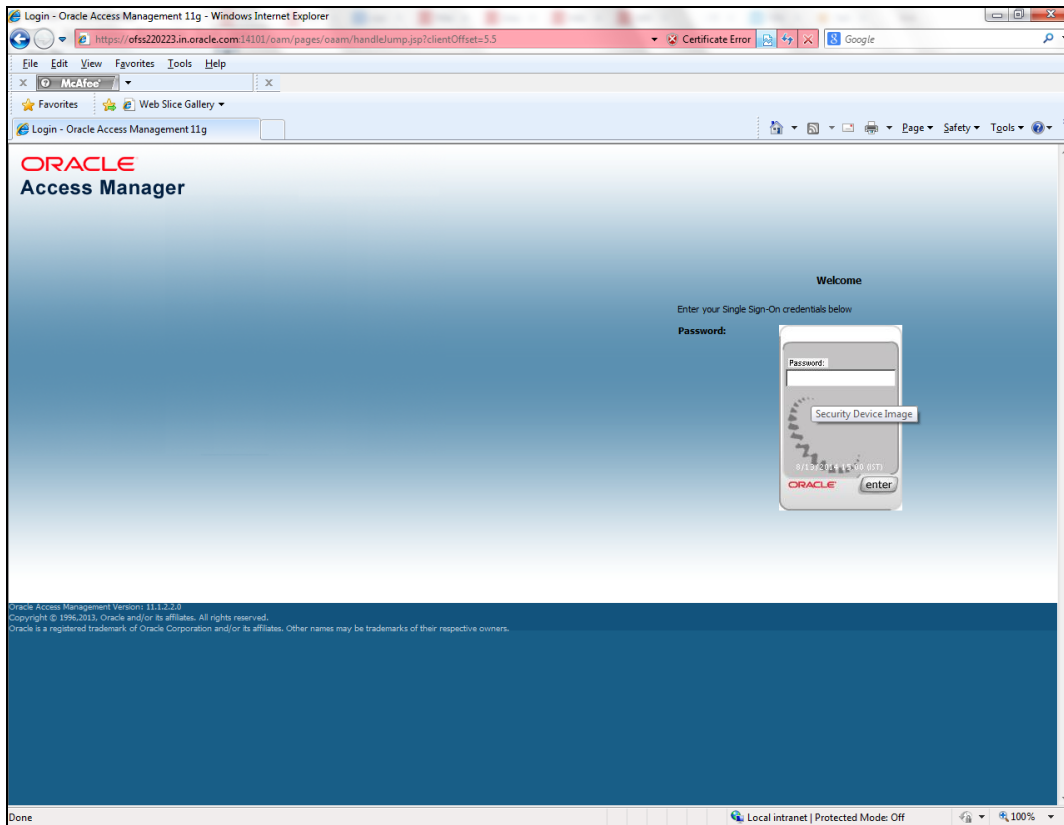 Login - Oracle Access Management 11g - Windows Internet Explorer
https://ofss220223.in.oracle.com:14101/oam/pages/oaam/handleJump.jsp?clientOffset=5.5
Certificate Error
Google
File Edit View Favorites Tools Help
x McAfee x
Favorites Web Slice Gallery
Login - Oracle Access Management 11g
Page Safety Tools
ORACLE
Access Manager
Welcome
Enter your Single Sign-On credentials below
Password:
Password:
Security Device Image
ORACLE enter
Oracle Access Management Version: 11.1.2.2.0
Copyright © 1996,2013, Oracle and/or its affiliates. All rights reserved.
Oracle is a registered trademark of Oracle Corporation and/or its affiliates. Other names may be trademarks of their respective owners.
Done
Local intranet | Protected Mode: Off
100%